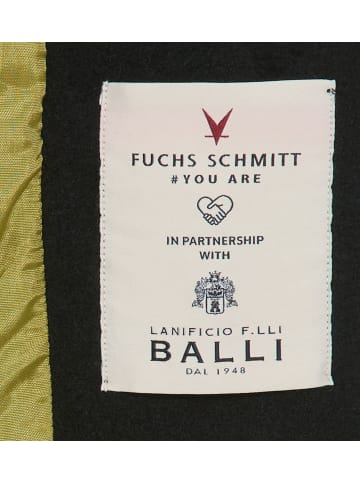 FUCHS SCHMITT
#YOU ARE
IN PARTNERSHIP
WITH
LANIFICIO F.LLI
BALLI
DAL 1948